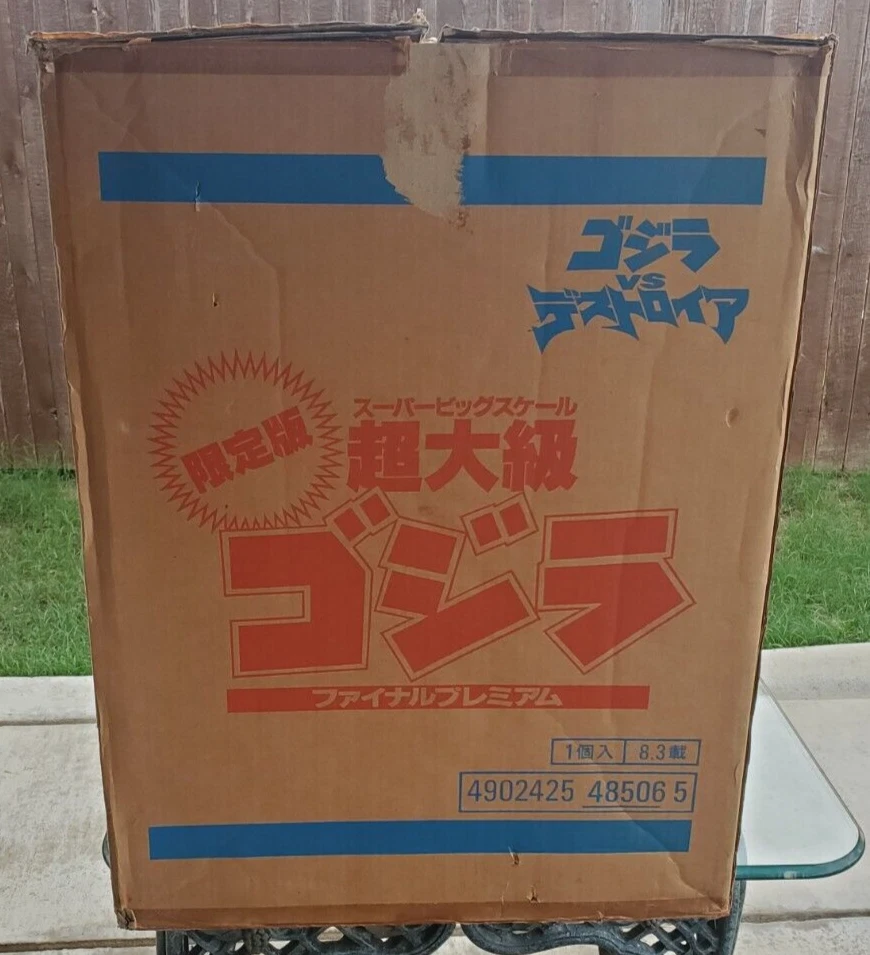 ゴジラ
VS
デストロイア
限定版
スーパービッグスケール
超大級
ゴジラ
ファイナルプレミアム
1個入 8.3載
4902425 48506 5